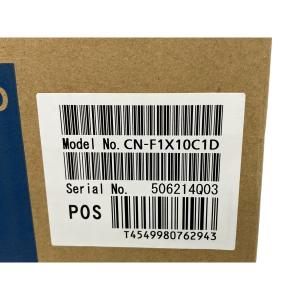 Model No. CN-F1X10C1D
Serial No. 506214Q03
POS
T4549980762943